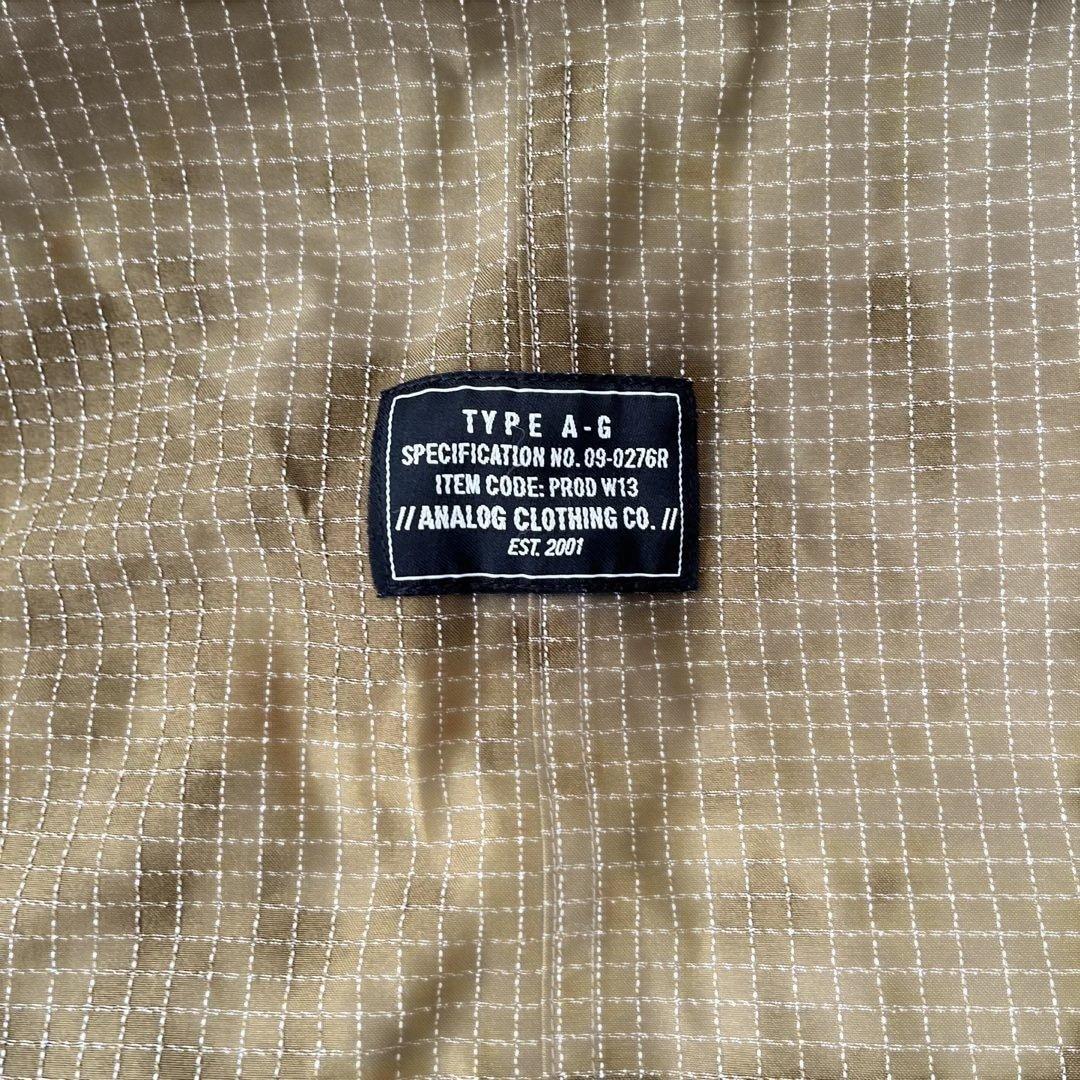 TYPE A-G
SPECIFICATION NO. 09-0276R
ITEM CODE: PROD W13
// ANALOG CLOTHING CO. //
EST. 2001